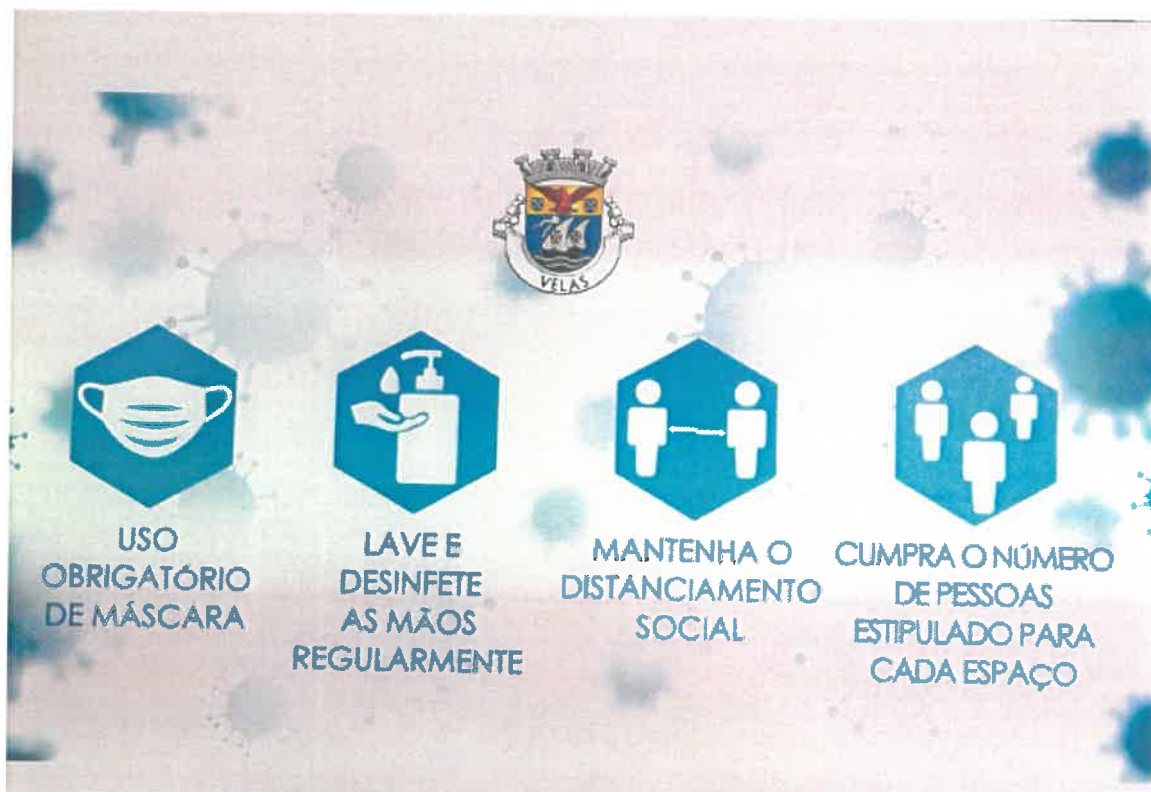 VELAS
USO
OBRIGATÓRIO
DE MÁSCARA
LAVE E
DESINFETE
AS MÃOS
REGULARMENTE
MANTENHA O
DISTANCIAMENTO
SOCIAL
CUMPRA O NÚMERO
DE PESSOAS
ESTIPULADO PARA
CADA ESPAÇO